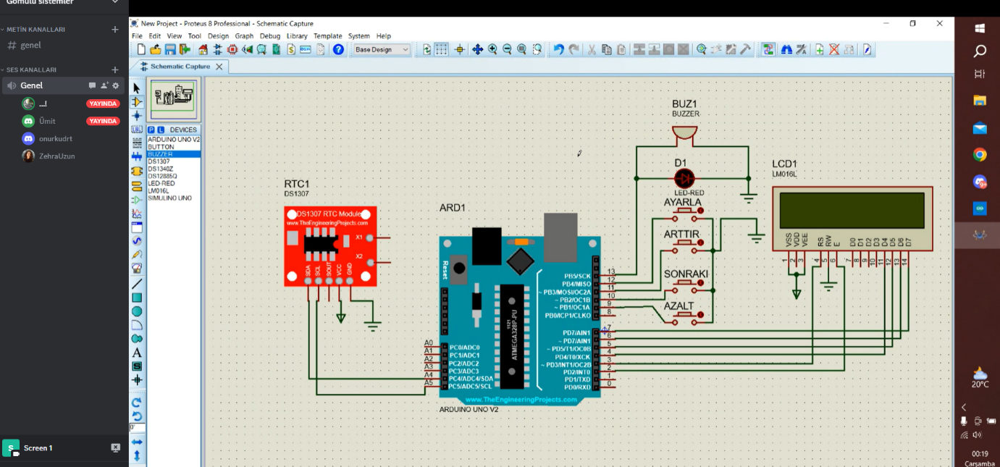 Gömülü sistemler
METİN KANALLARI
# genel
SES KANALLARI
Genel
...!
YAYINDA
Ümit
YAYINDA
onurkudrt
ZehraUzun
S
Screen 1
New Project - Proteus 8 Professional - Schematic Capture
File Edit View Tool Design Graph Debug Library Template System Help
Base Design
Schematic Capture
P L DEVICES
ARDUINO UNO V2
BUTTON
BUZZER
DS1307
DS1340Z
DS12885Q
LED-RED
LM016L
SIMULINO UNO
0°
RTC1
DS1307
DS1307 RTC Module
www.TheEngineeringProjects.com
X1
X2
SDA
SCL
SOUT
VCC
GND
ARD1
Reset
1121
ATMEGA328P-PU
A0
A1
A2
A3
A4
A5
PC0/ADC0
PC1/ADC1
PC2/ADC2
PC3/ADC3
PC4/ADC4/SDA
PC5/ADC5/SCL
PB5/SCK 13
PB4/MISO 12
~ PB3/MOSI/OC2A 11
~ PB2/OC1B 10
~ PB1/OC1A 9
PB0/ICP1/CLKO 8
PD7/AIN1 7
~ PD7/AIN1 6
~ PD5/T1/OC0B 5
PD4/T0/XCK 4
~ PD3/INT1/OC2B 3
PD2/INT0 2
PD1/TXD 1
PD0/RXD 0
www.TheEngineeringProjects.com
ARDUINO UNO V2
BUZ1
BUZZER
D1
LED-RED
AYARLA
ARTTIR
SONRAKI
AZALT
LCD1
LM016L
VSS
VDD
VEE
RS
RW
E
D0
D1
D2
D3
D4
D5
D6
D7
1
2
3
4
5
6
7
8
9
10
11
12
13
14
20°C
00:19
Çarşamba